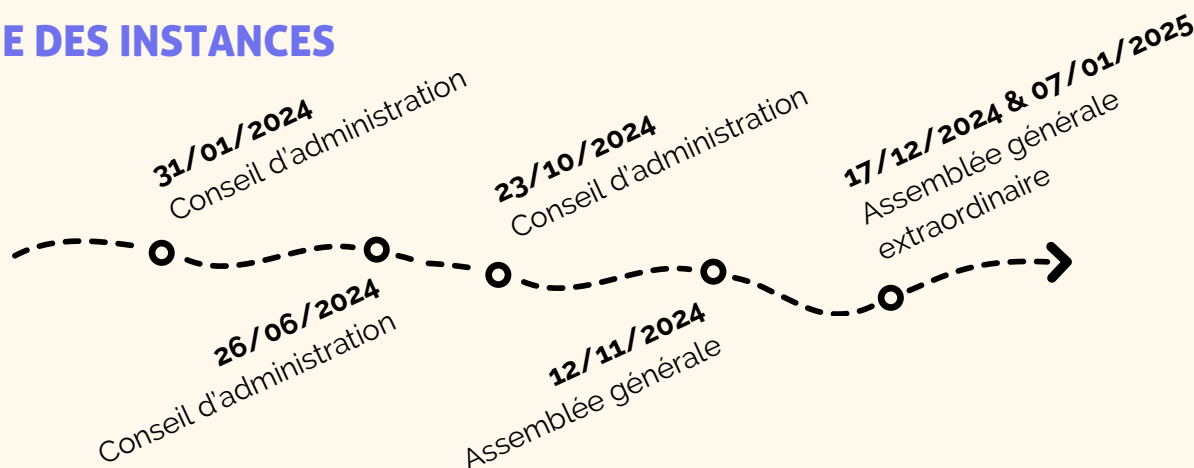 E DES INSTANCES
31/01/2024
Conseil d'administration
26/06/2024
Conseil d'administration
23/10/2024
Conseil d'administration
12/11/2024
Assemblée générale
17/12/2024 & 07/01/2025
Assemblée générale
extraordinaire